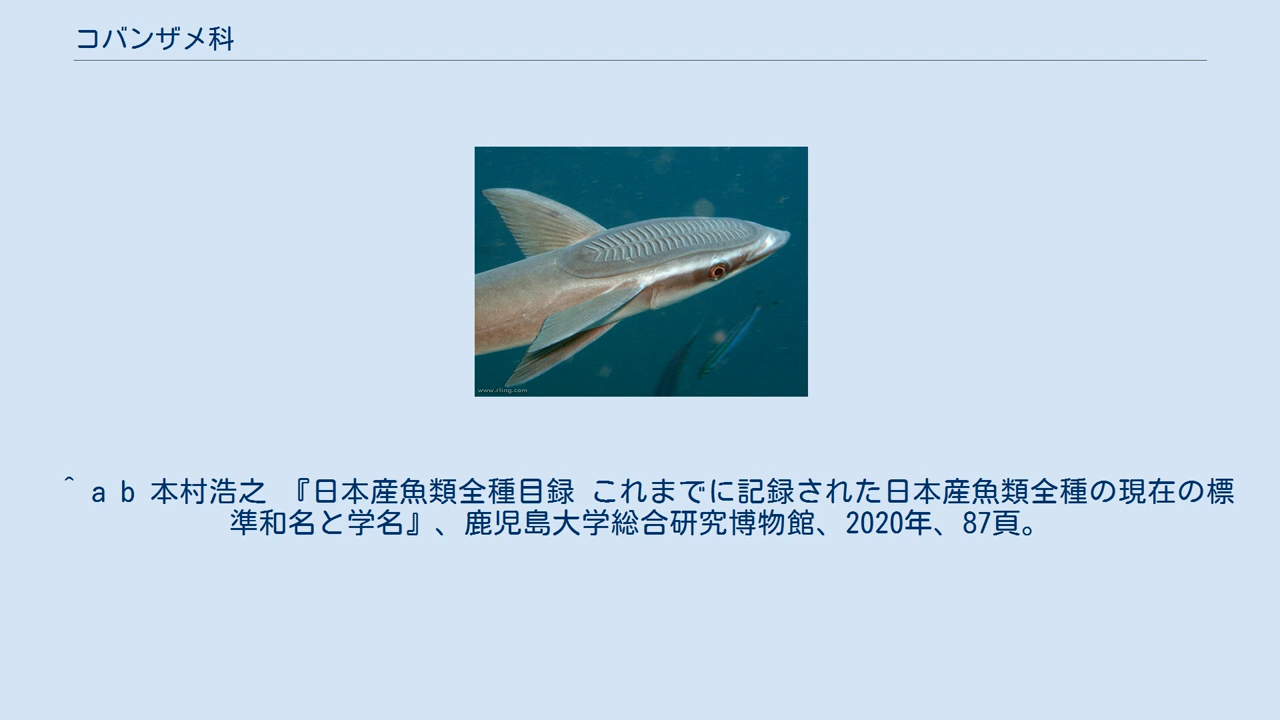 コバンザメ科
www.rling.com
^ a b 本村浩之 『日本産魚類全種目録 これまでに記録された日本産魚類全種の現在の標
準和名と学名』、鹿児島大学総合研究博物館、2020年、87頁。